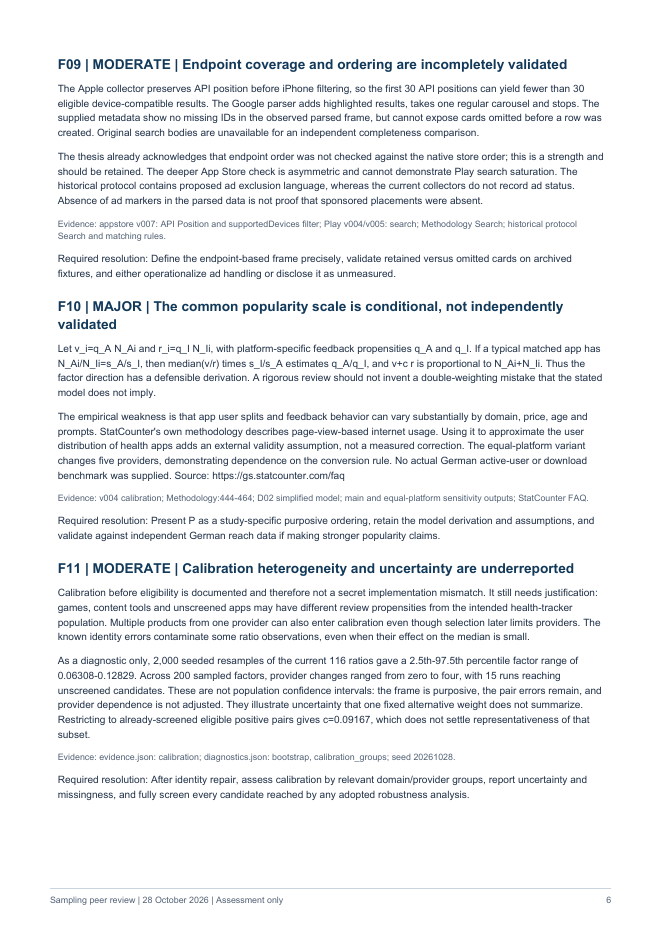 F09 | MODERATE | Endpoint coverage and ordering are incompletely validated
The Apple collector preserves API position before iPhone filtering, so the first 30 API positions can yield fewer than 30
eligible device-compatible results. The Google parser adds highlighted results, takes one regular carousel and stops. The
supplied metadata show no missing IDs in the observed parsed frame, but cannot expose cards omitted before a row was
created. Original search bodies are unavailable for an independent completeness comparison.
The thesis already acknowledges that endpoint order was not checked against the native store order; this is a strength and
should be retained. The deeper App Store check is asymmetric and cannot demonstrate Play search saturation. The
historical protocol contains proposed ad exclusion language, whereas the current collectors do not record ad status.
Absence of ad markers in the parsed data is not proof that sponsored placements were absent.
Evidence: appstore v007: API Position and supportedDevices filter; Play v004/v005: search; Methodology Search; historical protocol
Search and matching rules.
Required resolution: Define the endpoint-based frame precisely, validate retained versus omitted cards on archived
fixtures, and either operationalize ad handling or disclose it as unmeasured.
F10 | MAJOR | The common popularity scale is conditional, not independently
validated
Let v_i=q_A N_Ai and r_i=q_I N_Ii, with platform-specific feedback propensities q_A and q_I. If a typical matched app has
N_Ai/N_Ii=s_A/s_I, then median(v/r) times s_I/s_A estimates q_A/q_I, and v+c r is proportional to N_Ai+N_Ii. Thus the
factor direction has a defensible derivation. A rigorous review should not invent a double-weighting mistake that the stated
model does not imply.
The empirical weakness is that app user splits and feedback behavior can vary substantially by domain, price, age and
prompts. StatCounter's own methodology describes page-view-based internet usage. Using it to approximate the user
distribution of health apps adds an external validity assumption, not a measured correction. The equal-platform variant
changes five providers, demonstrating dependence on the conversion rule. No actual German active-user or download
benchmark was supplied. Source: https://gs.statcounter.com/faq
Evidence: v004 calibration; Methodology:444-464; D02 simplified model; main and equal-platform sensitivity outputs; StatCounter FAQ.
Required resolution: Present P as a study-specific purposive ordering, retain the model derivation and assumptions, and
validate against independent German reach data if making stronger popularity claims.
F11 | MODERATE | Calibration heterogeneity and uncertainty are underreported
Calibration before eligibility is documented and therefore not a secret implementation mismatch. It still needs justification:
games, content tools and unscreened apps may have different review propensities from the intended health-tracker
population. Multiple products from one provider can also enter calibration even though selection later limits providers. The
known identity errors contaminate some ratio observations, even when their effect on the median is small.
As a diagnostic only, 2,000 seeded resamples of the current 116 ratios gave a 2.5th-97.5th percentile factor range of
0.06308-0.12829. Across 200 sampled factors, provider changes ranged from zero to four, with 15 runs reaching
unscreened candidates. These are not population confidence intervals: the frame is purposive, the pair errors remain, and
provider dependence is not adjusted. They illustrate uncertainty that one fixed alternative weight does not summarize.
Restricting to already-screened eligible positive pairs gives c=0.09167, which does not settle representativeness of that
subset.
Evidence: evidence.json: calibration; diagnostics.json: bootstrap, calibration_groups; seed 20261028.
Required resolution: After identity repair, assess calibration by relevant domain/provider groups, report uncertainty and
missingness, and fully screen every candidate reached by any adopted robustness analysis.
Sampling peer review | 28 October 2026 | Assessment only
6